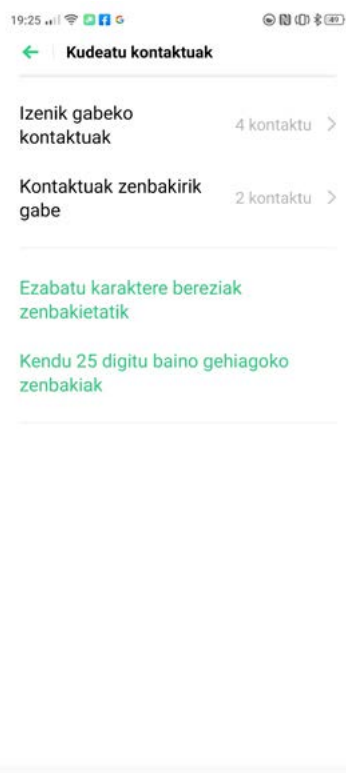 19:25
Kudeatu kontaktuak
Izenik gabeko
kontaktuak
4 kontaktu
Kontaktuak zenbakirik
gabe
2 kontaktu
Ezabatu karaktere bereziak
zenbakietatik
Kendu 25 digitu baino gehiagoko
zenbakiak